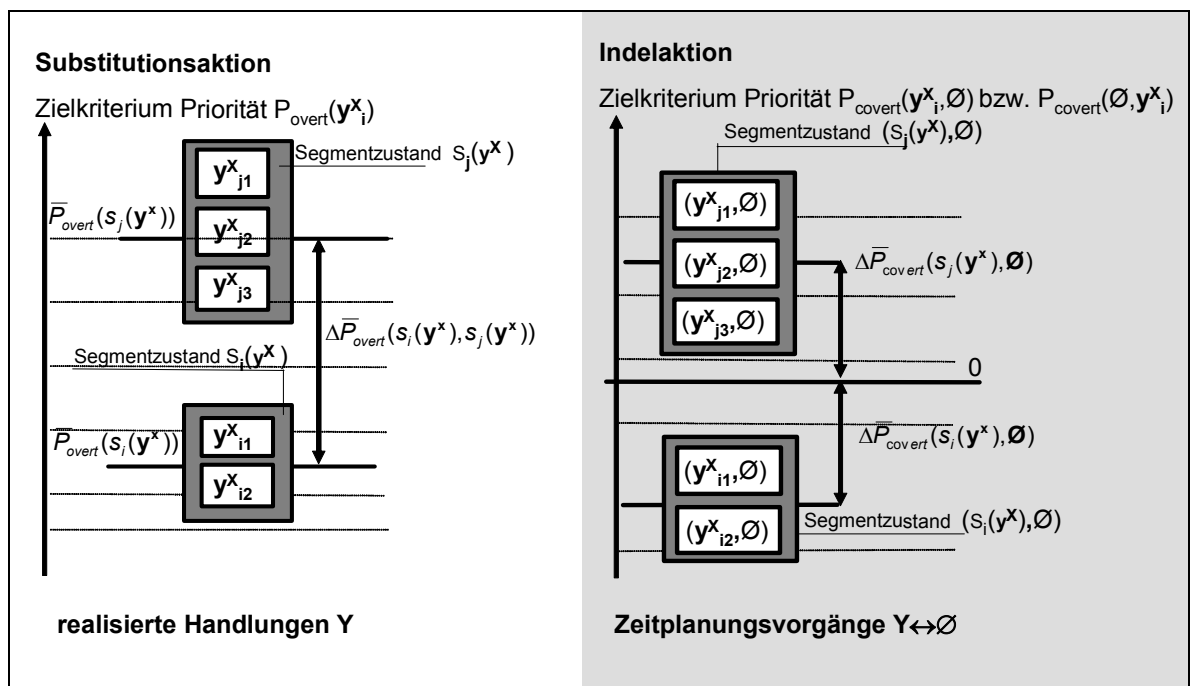 Substitutionsaktion
Zielkriterium Priorität P_overt(y^X_i)
Segmentzustand S_j(y^X)
y^X_j1
P̅_overt(s_j(y^x))
y^X_j2
y^X_j3
ΔP̅_overt(s_i(y^x),s_j(y^x))
Segmentzustand S_i(y^X)
P̅_overt(s_i(y^x))
y^X_i1
y^X_i2
realisierte Handlungen Y
Indelaktion
Zielkriterium Priorität P_covert(y^X_i,Ø) bzw. P_covert(Ø,y^X_i)
Segmentzustand (S_j(y^X),Ø)
(y^X_j1,Ø)
(y^X_j2,Ø)
ΔP̅_covert(s_j(y^x),Ø)
(y^X_j3,Ø)
0
ΔP̅_covert(s_i(y^x),Ø)
(y^X_i1,Ø)
(y^X_i2,Ø)
Segmentzustand (S_i(y^X),Ø)
Zeitplanungsvorgänge Y↔Ø